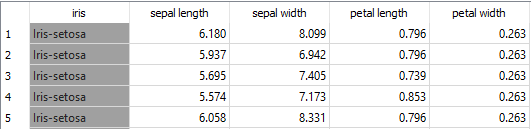 iris sepal length sepal width petal length petal width
1 Iris-setosa 6.180 8.099 0.796 0.263
2 Iris-setosa 5.937 6.942 0.796 0.263
3 Iris-setosa 5.695 7.405 0.739 0.263
4 Iris-setosa 5.574 7.173 0.853 0.263
5 Iris-setosa 6.058 8.331 0.796 0.263